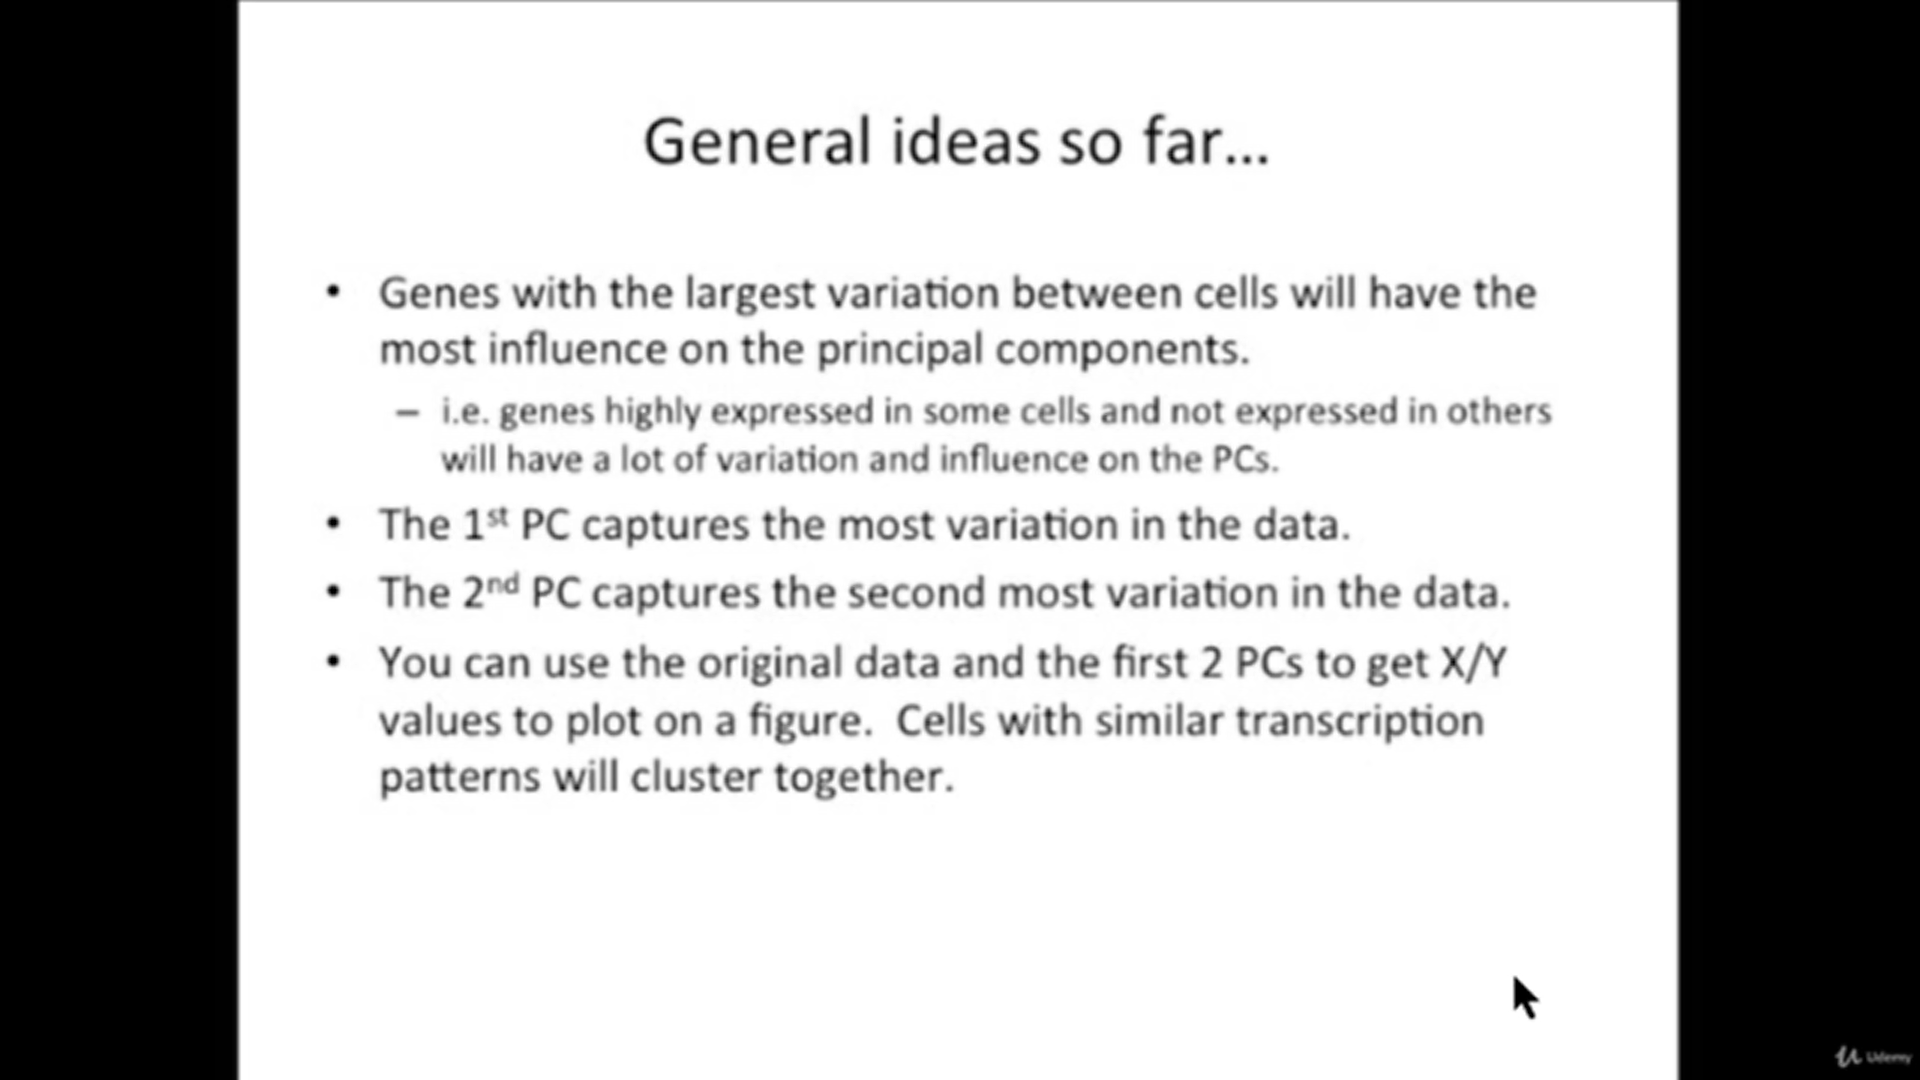 General ideas so far...
• Genes with the largest variation between cells will have the
most influence on the principal components.
– i.e. genes highly expressed in some cells and not expressed in others
will have a lot of variation and influence on the PCs.
• The 1st PC captures the most variation in the data.
• The 2nd PC captures the second most variation in the data.
• You can use the original data and the first 2 PCs to get X/Y
values to plot on a figure.  Cells with similar transcription
patterns will cluster together.
Udemy